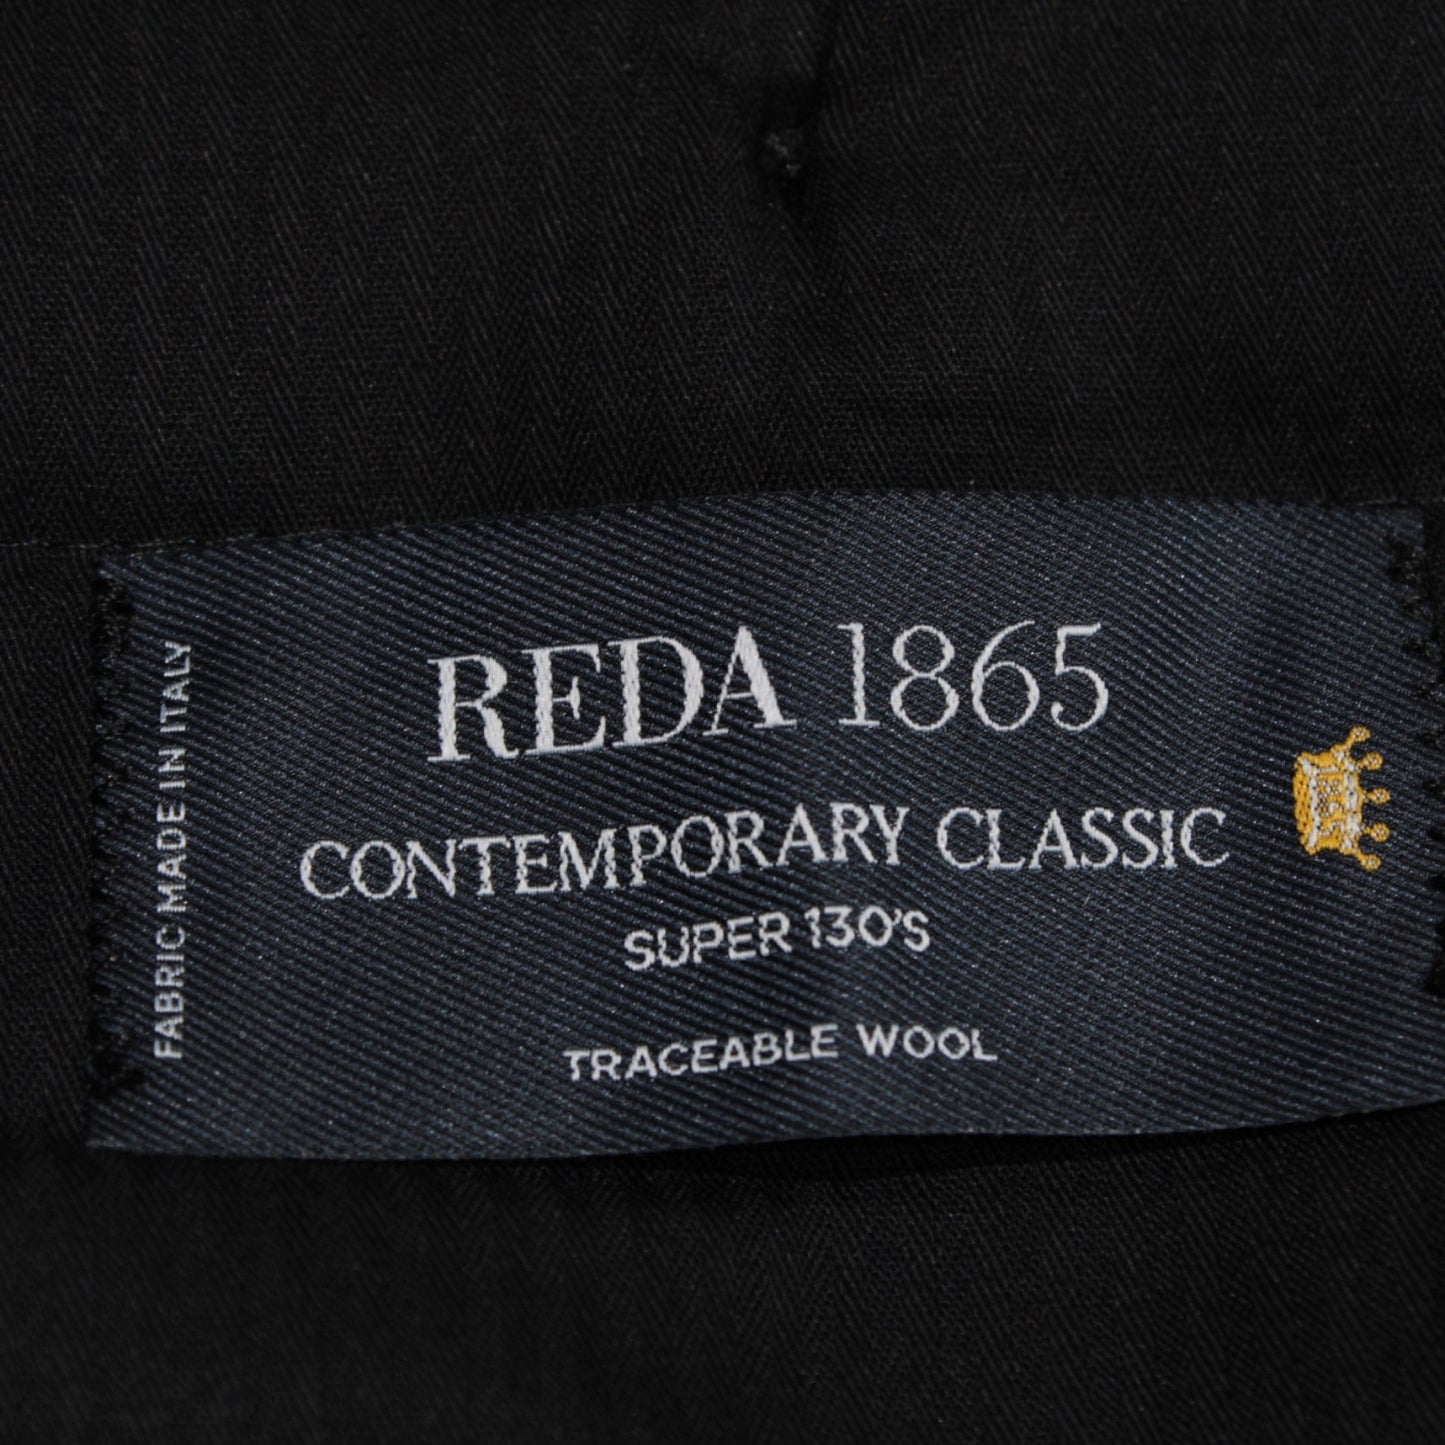 REDA 1865
CONTEMPORARY CLASSIC
SUPER 130'S
TRACEABLE WOOL
FABRIC MADE IN ITALY